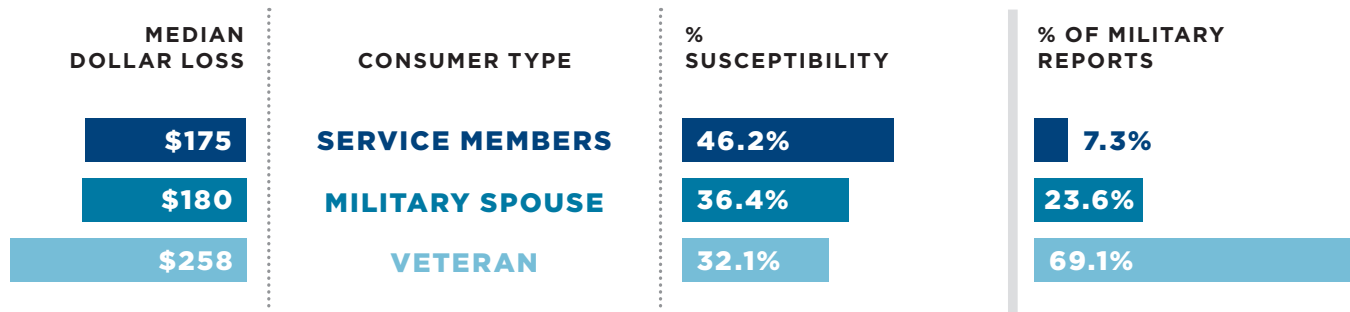 MEDIAN
DOLLAR LOSS
CONSUMER TYPE
%
SUSCEPTIBILITY
% OF MILITARY
REPORTS
$175
SERVICE MEMBERS
46.2%
7.3%
$180
MILITARY SPOUSE
36.4%
23.6%
$258
VETERAN
32.1%
69.1%